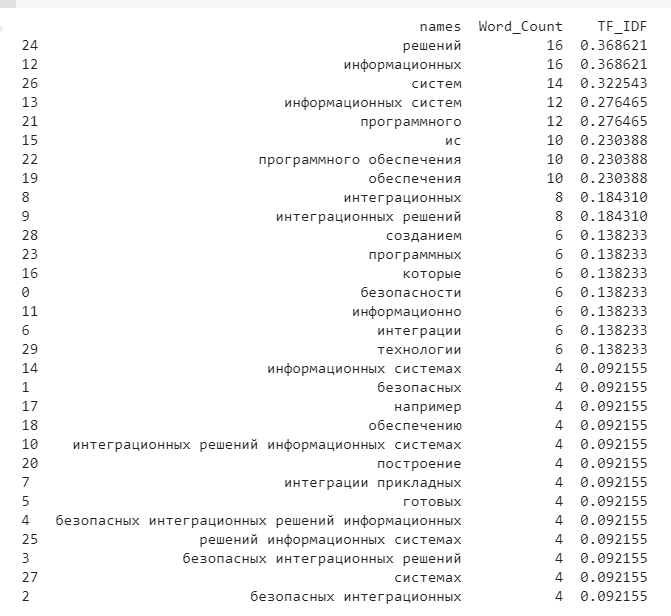 names Word_Count TF_IDF
24 решений 16 0.368621
12 информационных 16 0.368621
26 систем 14 0.322543
13 информационных систем 12 0.276465
21 программного 12 0.276465
15 ис 10 0.230388
22 программного обеспечения 10 0.230388
19 обеспечения 10 0.230388
8 интеграционных 8 0.184310
9 интеграционных решений 8 0.184310
28 созданием 6 0.138233
23 программных 6 0.138233
16 которые 6 0.138233
0 безопасности 6 0.138233
11 информационно 6 0.138233
6 интеграции 6 0.138233
29 технологии 6 0.138233
14 информационных системах 4 0.092155
1 безопасных 4 0.092155
17 например 4 0.092155
18 обеспечению 4 0.092155
10 интеграционных решений информационных системах 4 0.092155
20 построение 4 0.092155
7 интеграции прикладных 4 0.092155
5 готовых 4 0.092155
4 безопасных интеграционных решений информационных 4 0.092155
25 решений информационных системах 4 0.092155
3 безопасных интеграционных решений 4 0.092155
27 системах 4 0.092155
2 безопасных интеграционных 4 0.092155